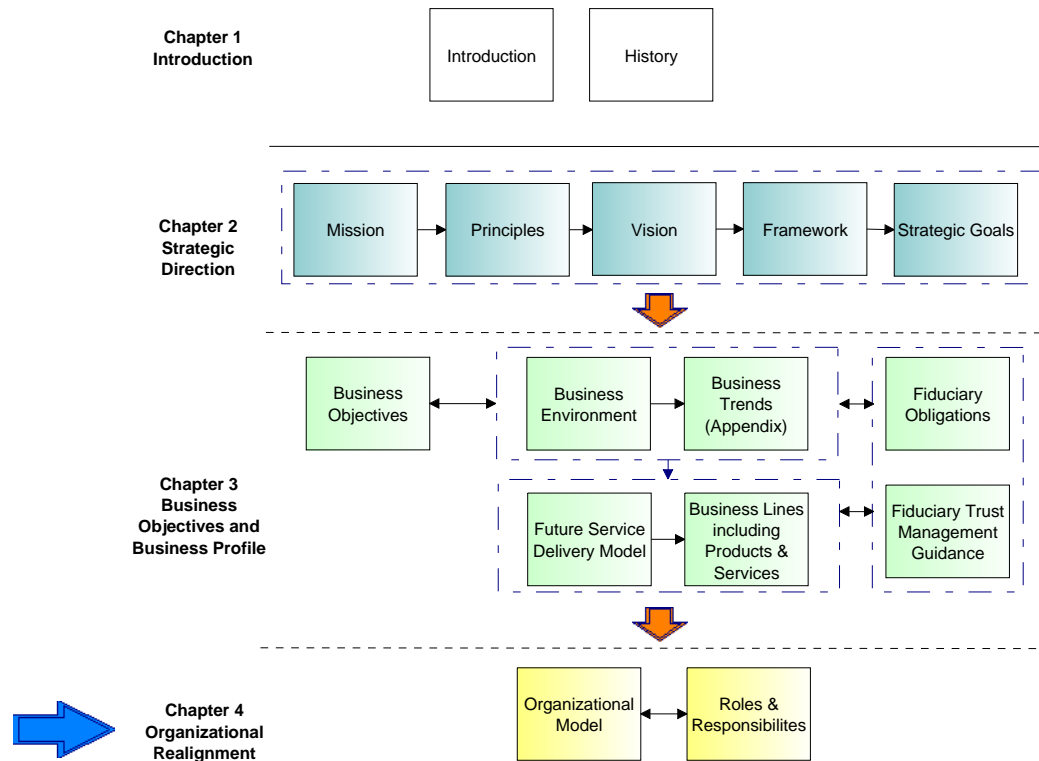 Chapter 1
Introduction
Introduction
History
Chapter 2
Strategic
Direction
Mission
Principles
Vision
Framework
Strategic Goals
Chapter 3
Business
Objectives and
Business Profile
Business
Objectives
Business
Environment
Business
Trends
(Appendix)
Fiduciary
Obligations
Future Service
Delivery Model
Business Lines
including
Products &
Services
Fiduciary Trust
Management
Guidance
Chapter 4
Organizational
Realignment
Organizational
Model
Roles &
Responsibilites